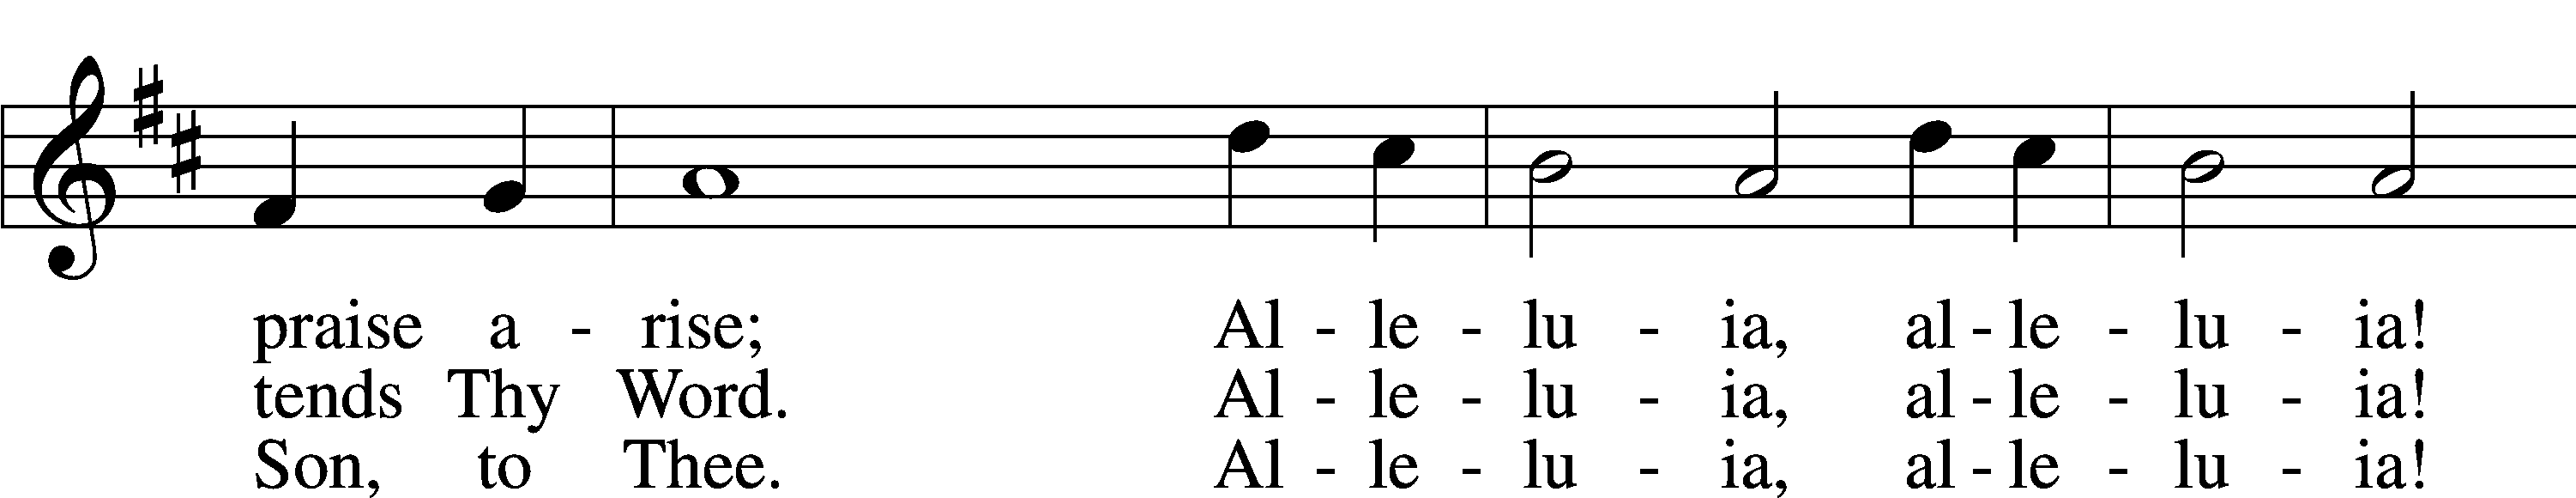 praise a - rise; Al - le - lu - ia, al - le - lu - ia!
tends Thy Word. Al - le - lu - ia, al - le - lu - ia!
Son, to Thee. Al - le - lu - ia, al - le - lu - ia!